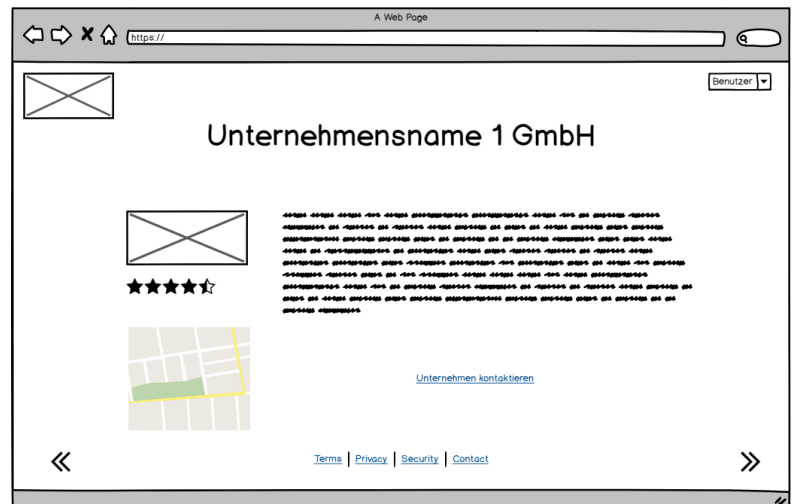 A Web Page
https://
Benutzer
Unternehmensname 1 GmbH
Unternehmen kontaktieren
Terms | Privacy | Security | Contact